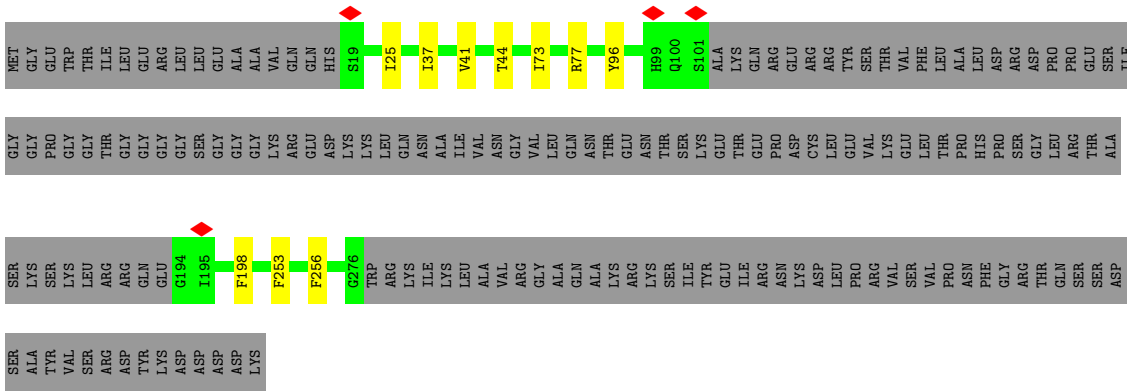 MET GLY GLU TRP THR ILE LEU GLU ARG LEU LEU LEU GLU ALA ALA VAL GLN GLN HIS S19 I25 I37 V41 T44 I73 R77 Y96 H99 Q100 S101 ALA LYS GLN ARG GLU ARG ARG TYR SER THR VAL PHE LEU ALA LEU ASP ARG ASP PRO PRO GLU SER ILE
GLY GLY PRO GLY GLY THR GLY GLY GLY GLY SER GLY GLY GLY LYS ARG GLU ASP LYS LYS LEU GLN ASN ALA ILE VAL ASN GLY VAL LEU GLN ASN THR GLU ASN THR SER LYS GLU THR GLU PRO ASP CYS LEU GLU VAL LYS GLU LEU THR PRO HIS PRO SER GLY LEU ARG THR ALA
SER LYS SER LYS LEU ARG ARG GLN GLU G194 I195 F198 F253 F256 G276 TRP ARG LYS ILE LYS LEU ALA VAL ARG GLY ALA GLN ALA LYS ARG LYS SER ILE TYR GLU ILE ARG ASN LYS ASP LEU PRO ARG VAL SER VAL PRO ASN PHE GLY ARG THR GLN SER SER ASP
SER ALA TYR VAL SER ARG ASP TYR LYS ASP ASP ASP ASP LYS